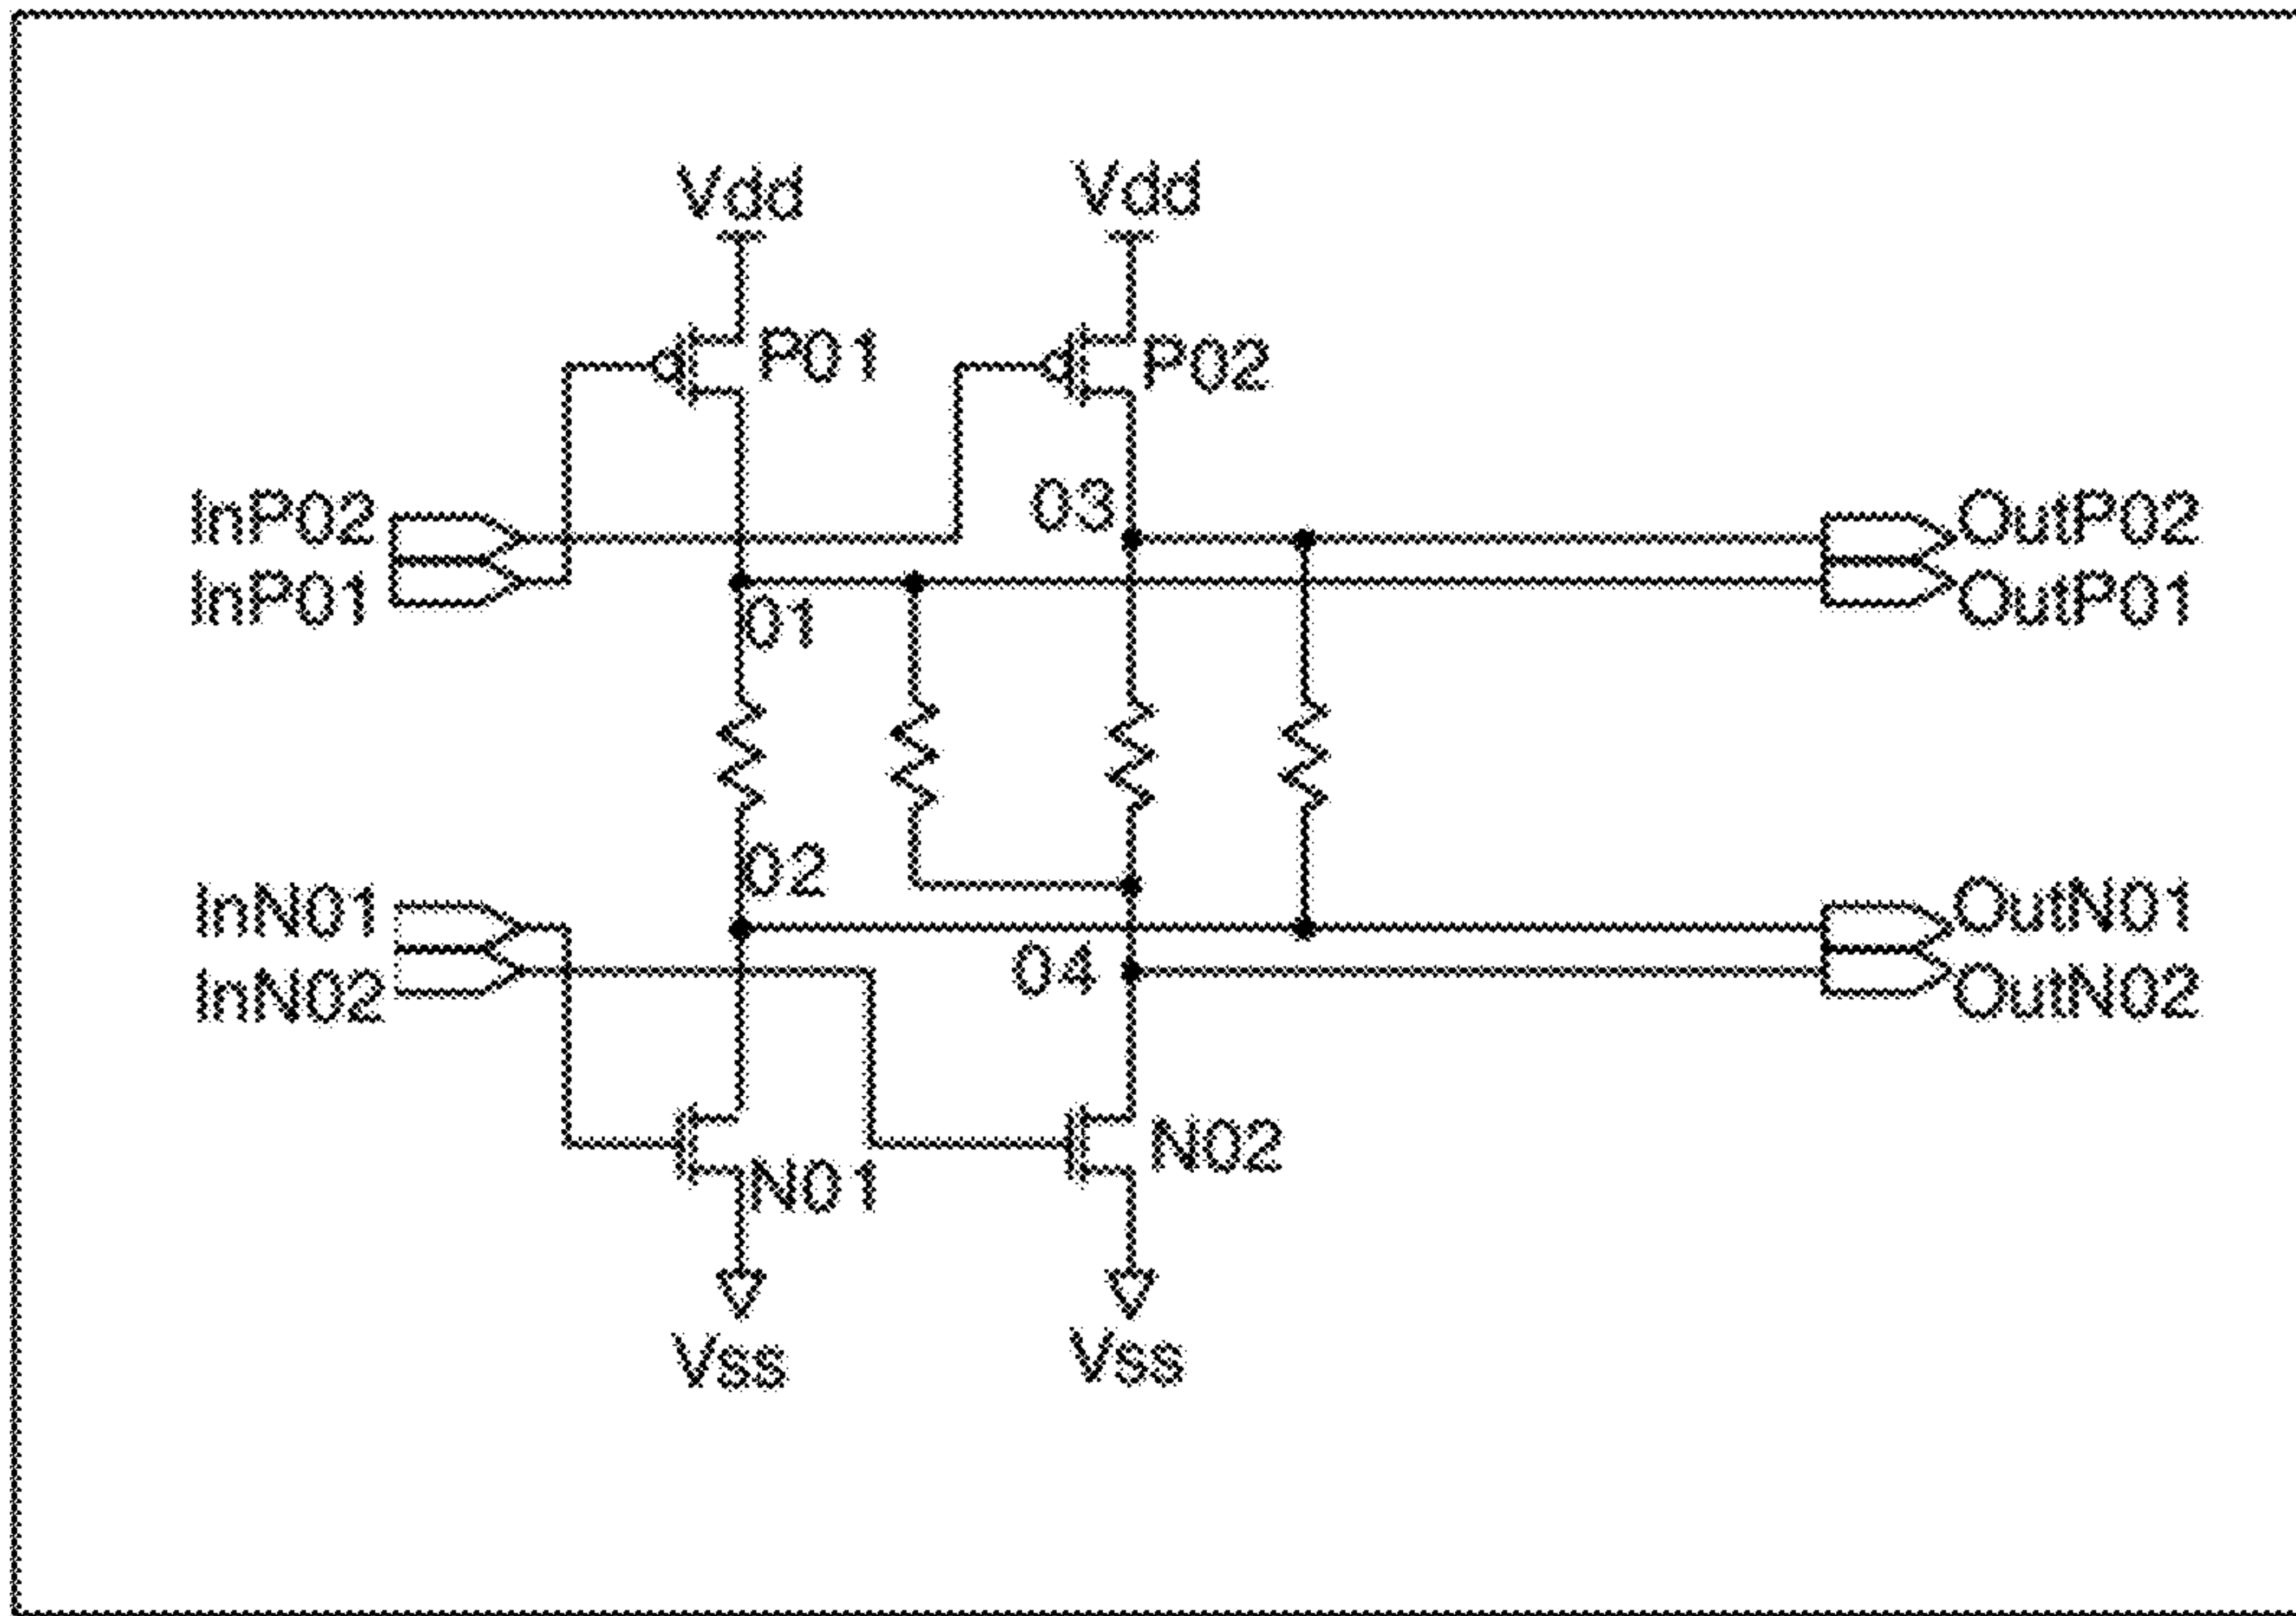 Vdd
Vdd
P01
P02
InP02
03
OutP02
InP01
OutP01
01
02
InN01
OutN01
InN02
04
OutN02
N02
N01
Vss
Vss